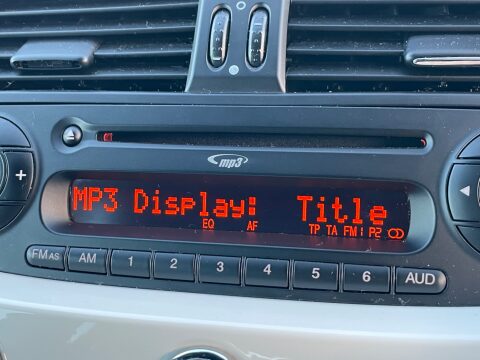 mp3
MP3 Display: Title
EQ AF TP TA FM1 P2
FM AS AM 1 2 3 4 5 6 AUD